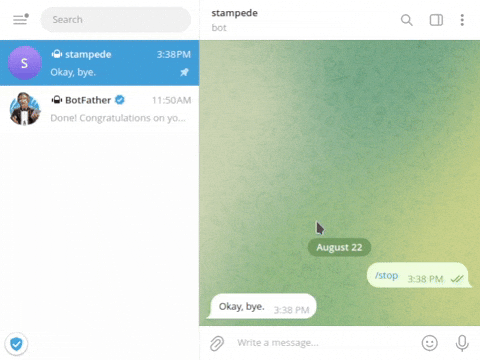 Search
stampede
3:38PM
Okay, bye.
S
BotFather
11:50AM
Done! Congratulations on yo...
stampede
bot
August 22
/stop
3:38 PM
Okay, bye.
3:38 PM
Write a message...